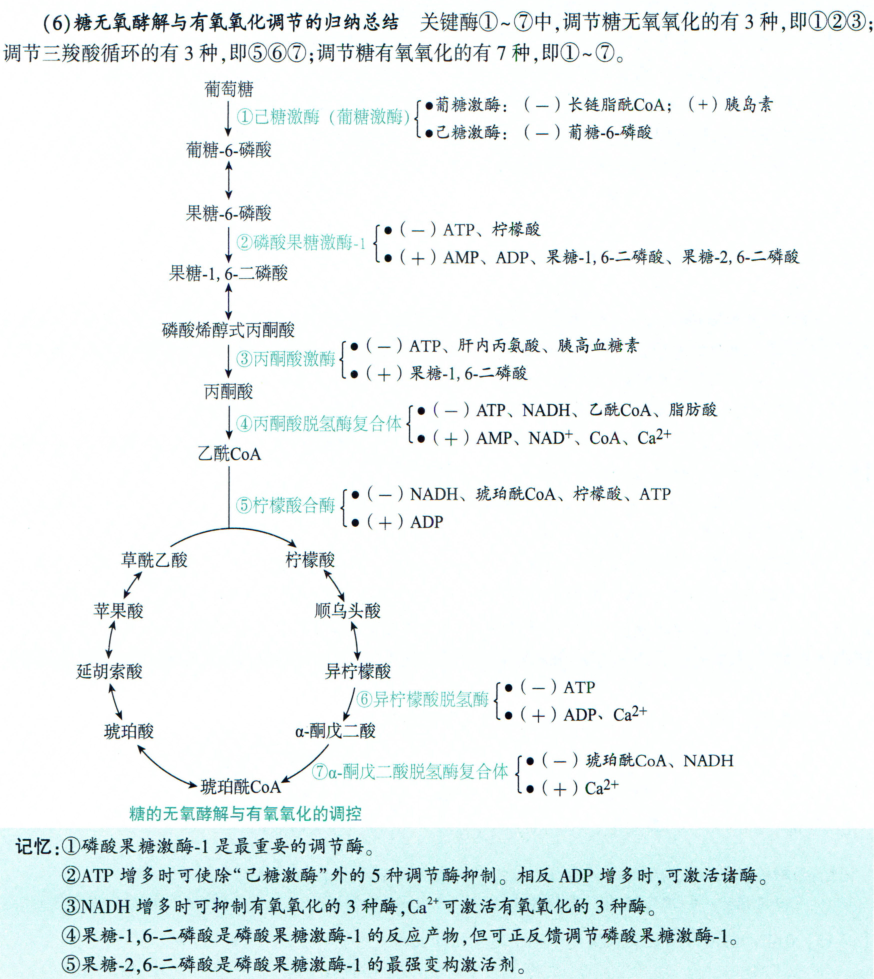 (6)糖无氧酵解与有氧氧化调节的归纳总结 关键酶①~⑦中,调节糖无氧氧化的有3种,即①②③;
调节三羧酸循环的有3种,即⑤⑥⑦;调节糖有氧氧化的有7种,即①~⑦。
葡萄糖
①己糖激酶(葡糖激酶)
●葡糖激酶:(-)长链脂酰CoA;(+)胰岛素
●己糖激酶:(-)葡糖-6-磷酸
葡糖-6-磷酸
果糖-6-磷酸
②磷酸果糖激酶-1
●(-)ATP、柠檬酸
●(+)AMP、ADP、果糖-1,6-二磷酸、果糖-2,6-二磷酸
果糖-1,6-二磷酸
磷酸烯醇式丙酮酸
③丙酮酸激酶
●(-)ATP、肝内丙氨酸、胰高血糖素
●(+)果糖-1,6-二磷酸
丙酮酸
④丙酮酸脱氢酶复合体
●(-)ATP、NADH、乙酰CoA、脂肪酸
●(+)AMP、NAD+、CoA、Ca2+
乙酰CoA
⑤柠檬酸合酶
●(-)NADH、琥珀酰CoA、柠檬酸、ATP
●(+)ADP
草酰乙酸 柠檬酸
苹果酸 顺乌头酸
延胡索酸 异柠檬酸
⑥异柠檬酸脱氢酶
●(-)ATP
●(+)ADP、Ca2+
琥珀酸 α-酮戊二酸
⑦α-酮戊二酸脱氢酶复合体
●(-)琥珀酰CoA、NADH
●(+)Ca2+
琥珀酰CoA
糖的无氧酵解与有氧氧化的调控
记忆:①磷酸果糖激酶-1是最重要的调节酶。
②ATP增多时可使除“己糖激酶”外的5种调节酶抑制。相反ADP增多时,可激活诸酶。
③NADH增多时可抑制有氧氧化的3种酶,Ca²⁺可激活有氧氧化的3种酶。
④果糖-1,6-二磷酸是磷酸果糖激酶-1的反应产物,但可正反馈调节磷酸果糖激酶-1。
⑤果糖-2,6-二磷酸是磷酸果糖激酶-1的最强变构激活剂。